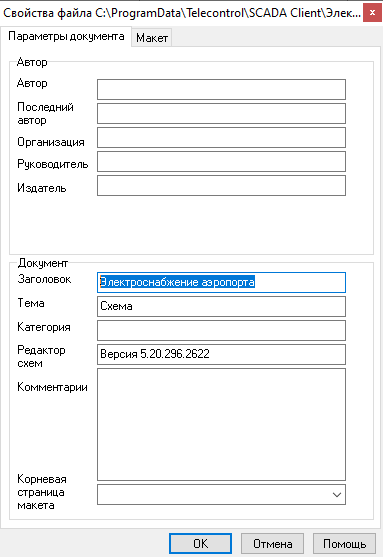 Свойства файла C:\ProgramData\Telecontrol\SCADA Client\Элек...
Параметры документа
Макет
Автор
Автор
Последний
автор
Организация
Руководитель
Издатель
Документ
Заголовок
Электроснабжение аэропорта
Тема
Схема
Категория
Редактор
схем
Версия 5.20.296.2622
Комментарии
Корневая
страница
макета
OK
Отмена
Помощь